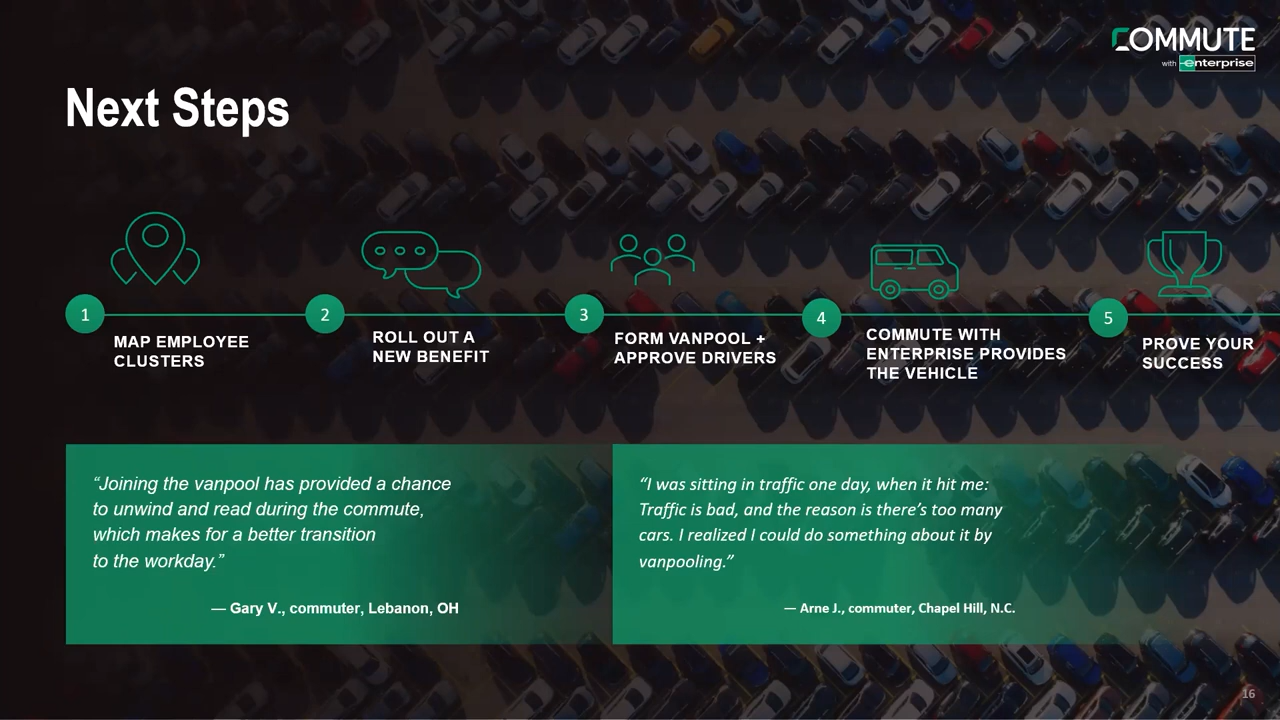 COMMUTE
with enterprise
Next Steps
1
2
3
4
5
MAP EMPLOYEE
CLUSTERS
ROLL OUT A
NEW BENEFIT
FORM VANPOOL +
APPROVE DRIVERS
COMMUTE WITH
ENTERPRISE PROVIDES
THE VEHICLE
PROVE YOUR
SUCCESS
“Joining the vanpool has provided a chance
to unwind and read during the commute,
which makes for a better transition
to the workday.”
— Gary V., commuter, Lebanon, OH
“I was sitting in traffic one day, when it hit me:
Traffic is bad, and the reason is there’s too many
cars. I realized I could do something about it by
vanpooling.”
— Arne J., commuter, Chapel Hill, N.C.
16